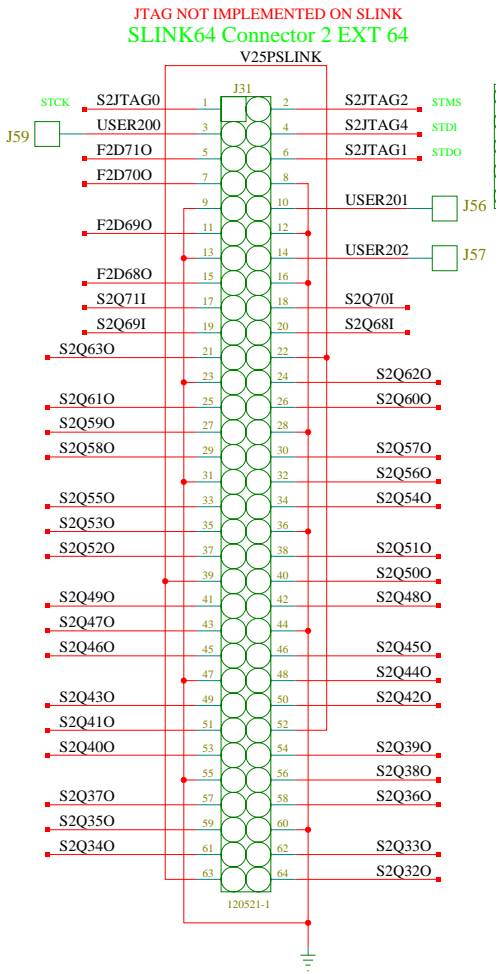 JTAG NOT IMPLEMENTED ON SLINK
SLINK64 Connector 2 EXT 64
V25PSLINK
J31
STCK S2JTAG0 1 2 S2JTAG2 STMS
J59 USER200 3 4 S2JTAG4 STDI
F2D71O 5 6 S2JTAG1 STDO
F2D70O 7 8
9 10 USER201 J56
F2D69O 11 12
13 14 USER202 J57
F2D68O 15 16
S2Q71I 17 18 S2Q70I
S2Q69I 19 20 S2Q68I
S2Q63O 21 22
23 24 S2Q62O
S2Q61O 25 26 S2Q60O
S2Q59O 27 28
S2Q58O 29 30 S2Q57O
31 32 S2Q56O
S2Q55O 33 34 S2Q54O
S2Q53O 35 36
S2Q52O 37 38 S2Q51O
39 40 S2Q50O
S2Q49O 41 42 S2Q48O
S2Q47O 43 44
S2Q46O 45 46 S2Q45O
47 48 S2Q44O
S2Q43O 49 50 S2Q42O
S2Q41O 51 52
S2Q40O 53 54 S2Q39O
55 56 S2Q38O
S2Q37O 57 58 S2Q36O
S2Q35O 59 60
S2Q34O 61 62 S2Q33O
63 64 S2Q32O
120521-1